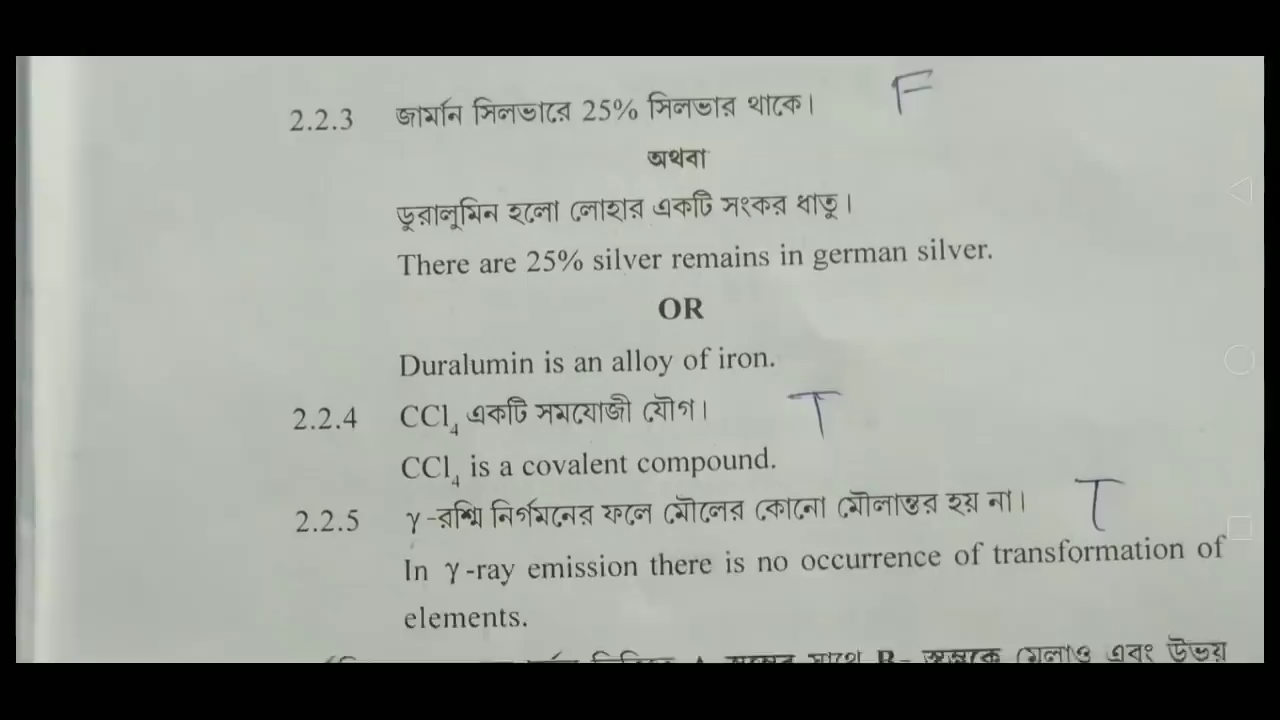 2.2.3 জার্মান সিলভারে 25% সিলভার থাকে। F
অথবা
ডুরালুমিন হলো লোহার একটি সংকর ধাতু।
There are 25% silver remains in german silver.
OR
Duralumin is an alloy of iron.
2.2.4 CCl₄ একটি সমযোজী যৌগ। T
CCl₄ is a covalent compound.
2.2.5 γ-রশ্মি নির্গমনের ফলে মৌলের কোনো মৌলান্তর হয় না। T
In γ-ray emission there is no occurrence of transformation of
elements.
A B- এবং উভয়